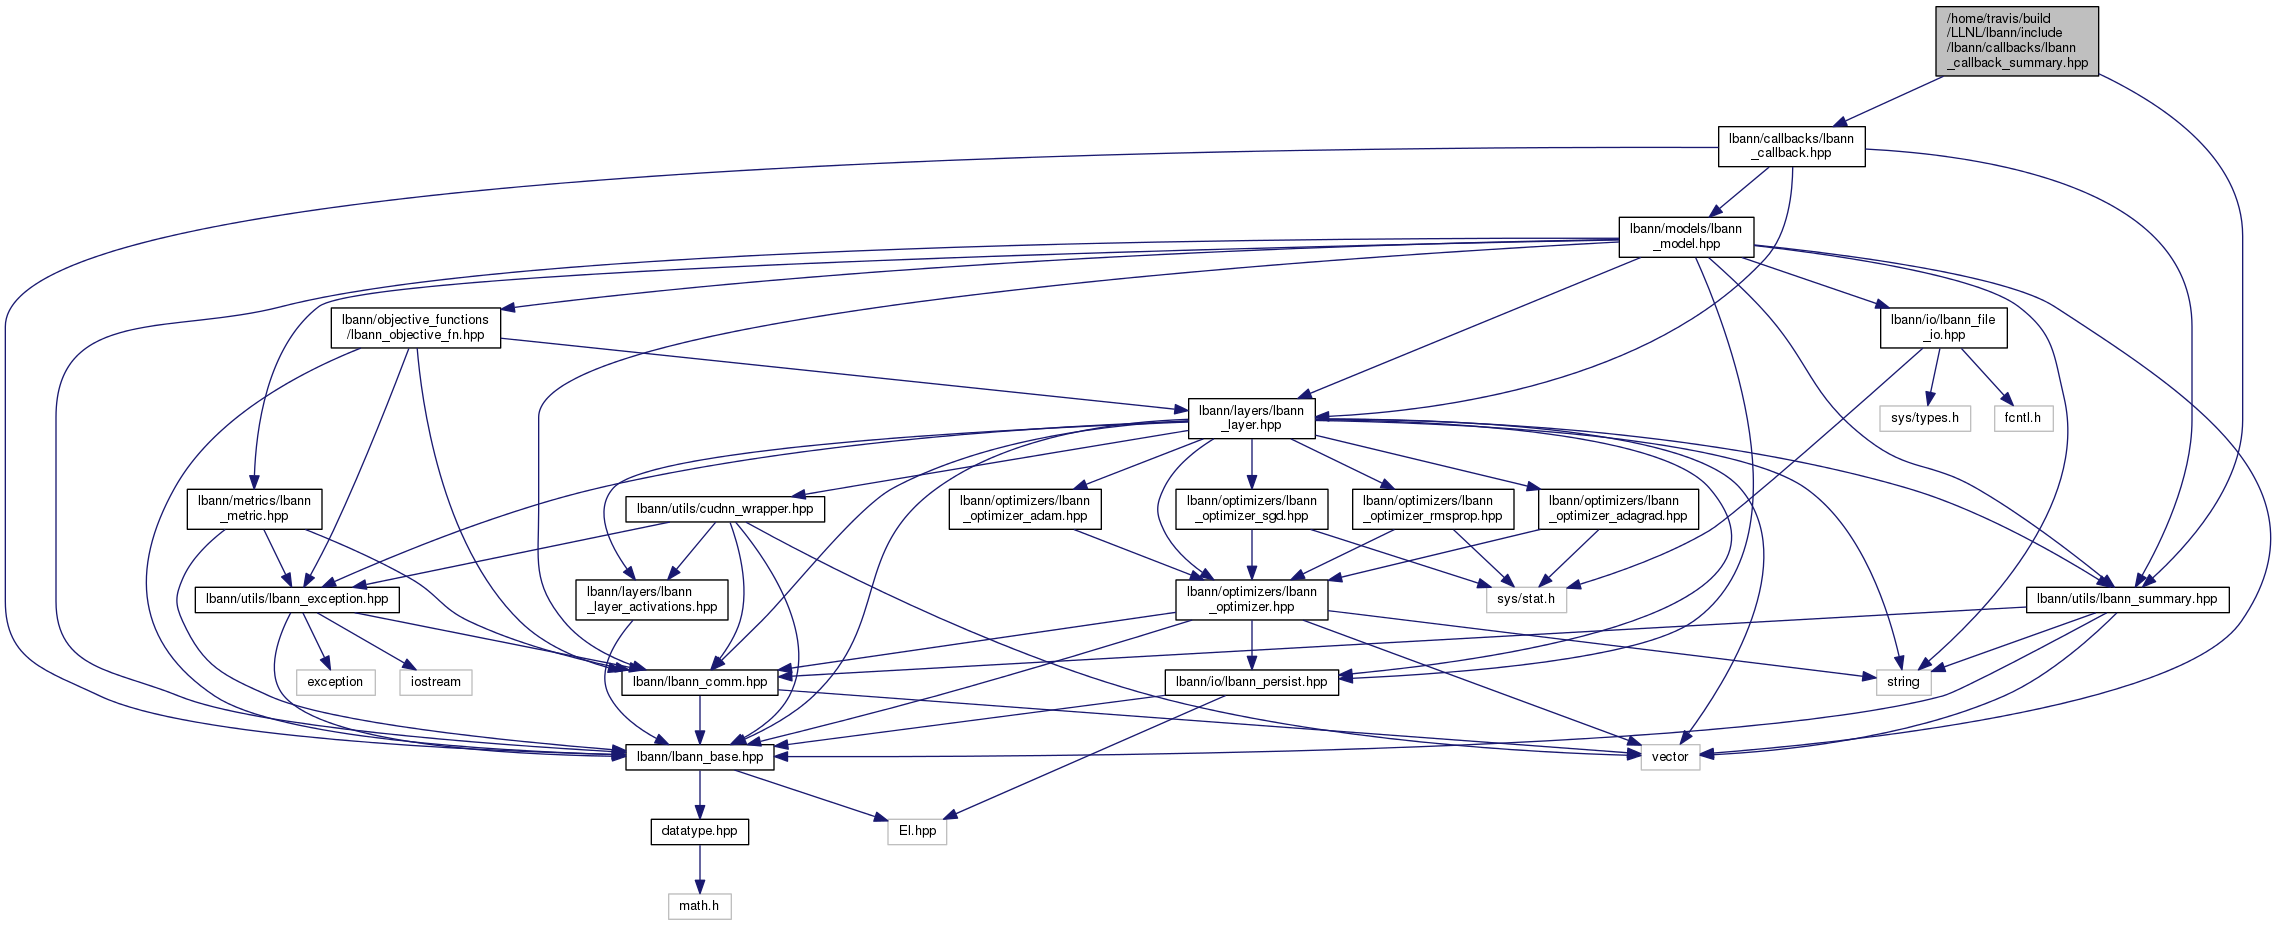 /home/travis/build
/LLNL/lbann/include
/lbann/callbacks/lbann
_callback_summary.hpp
lbann/callbacks/lbann
_callback.hpp
lbann/models/lbann
_model.hpp
lbann/objective_functions
/lbann_objective_fn.hpp
lbann/io/lbann_file
_io.hpp
lbann/layers/lbann
_layer.hpp
sys/types.h
fcntl.h
lbann/metrics/lbann
_metric.hpp
lbann/utils/cudnn_wrapper.hpp
lbann/optimizers/lbann
_optimizer_adam.hpp
lbann/optimizers/lbann
_optimizer_sgd.hpp
lbann/optimizers/lbann
_optimizer_rmsprop.hpp
lbann/optimizers/lbann
_optimizer_adagrad.hpp
lbann/utils/lbann_exception.hpp
lbann/layers/lbann
_layer_activations.hpp
lbann/optimizers/lbann
_optimizer.hpp
sys/stat.h
lbann/utils/lbann_summary.hpp
exception
iostream
lbann/lbann_comm.hpp
lbann/io/lbann_persist.hpp
string
lbann/lbann_base.hpp
vector
datatype.hpp
El.hpp
math.h